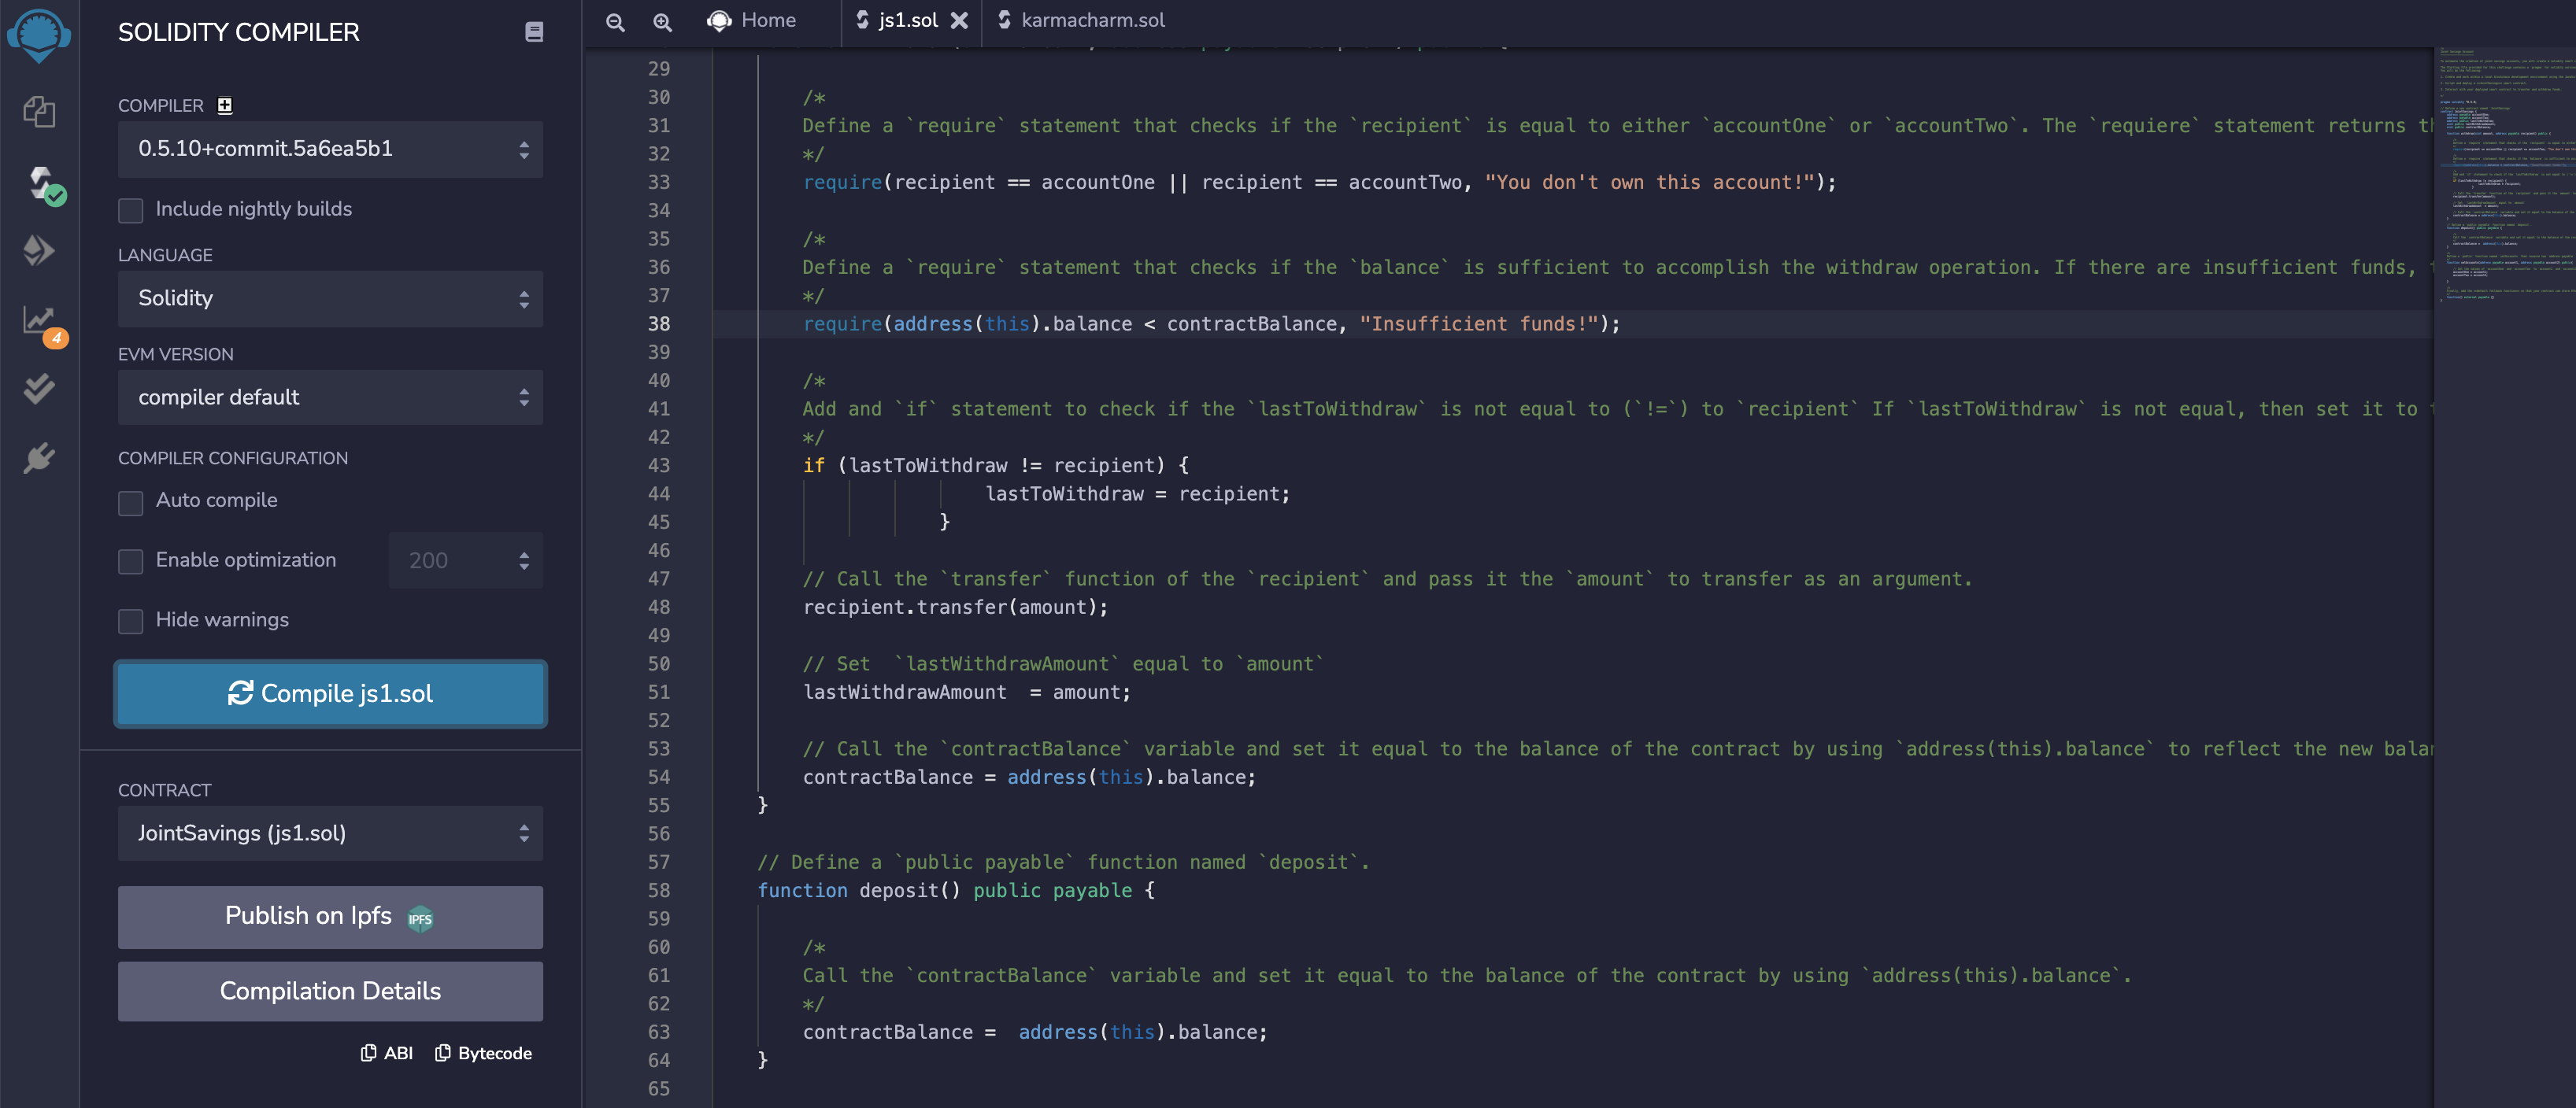 SOLIDITY COMPILER
COMPILER
0.5.10+commit.5a6ea5b1
Include nightly builds
LANGUAGE
Solidity
EVM VERSION
compiler default
COMPILER CONFIGURATION
Auto compile
Enable optimization 200
Hide warnings
Compile js1.sol
CONTRACT
JointSavings (js1.sol)
Publish on Ipfs IPFS
Compilation Details
ABI Bytecode
4
Home js1.sol karmacharm.sol
29
30 /*
31 Define a `require` statement that checks if the `recipient` is equal to either `accountOne` or `accountTwo`. The `requiere` statement returns
32 */
33 require(recipient == accountOne || recipient == accountTwo, "You don't own this account!");
34
35 /*
36 Define a `require` statement that checks if the `balance` is sufficient to accomplish the withdraw operation. If there are insufficient funds,
37 */
38 require(address(this).balance < contractBalance, "Insufficient funds!");
39
40 /*
41 Add and `if` statement to check if the `lastToWithdraw` is not equal to (`!=`) to `recipient` If `lastToWithdraw` is not equal, then set it to
42 */
43 if (lastToWithdraw != recipient) {
44 lastToWithdraw = recipient;
45 }
46
47 // Call the `transfer` function of the `recipient` and pass it the `amount` to transfer as an argument.
48 recipient.transfer(amount);
49
50 // Set  `lastWithdrawAmount` equal to `amount`
51 lastWithdrawAmount  = amount;
52
53 // Call the `contractBalance` variable and set it equal to the balance of the contract by using `address(this).balance` to reflect the new
54 contractBalance = address(this).balance;
55 }
56
57 // Define a `public payable` function named `deposit`.
58 function deposit() public payable {
59
60 /*
61 Call the `contractBalance` variable and set it equal to the balance of the contract by using `address(this).balance`.
62 */
63 contractBalance =  address(this).balance;
64 }
65